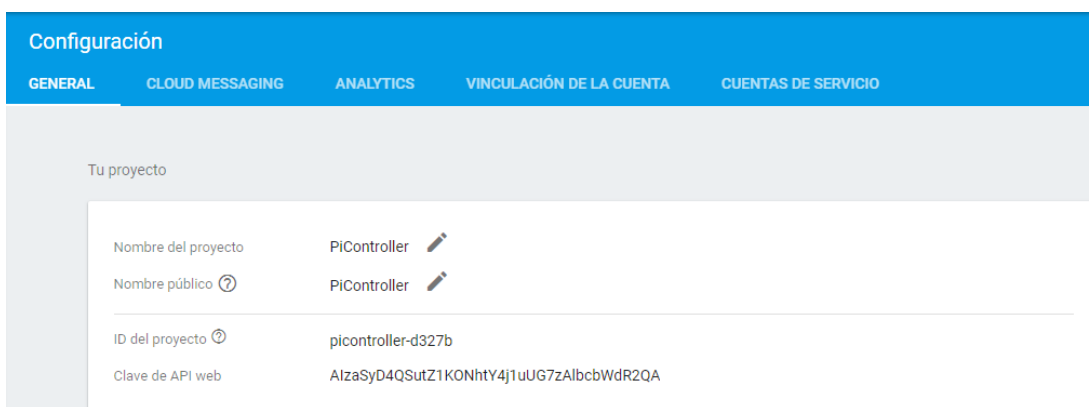 Configuración
GENERAL CLOUD MESSAGING ANALYTICS VINCULACIÓN DE LA CUENTA CUENTAS DE SERVICIO
Tu proyecto
Nombre del proyecto PiController
Nombre público PiController
ID del proyecto picontroller-d327b
Clave de API web AIzaSyD4QSutZ1KONhtY4j1uUG7zAlbcbWdR2QA